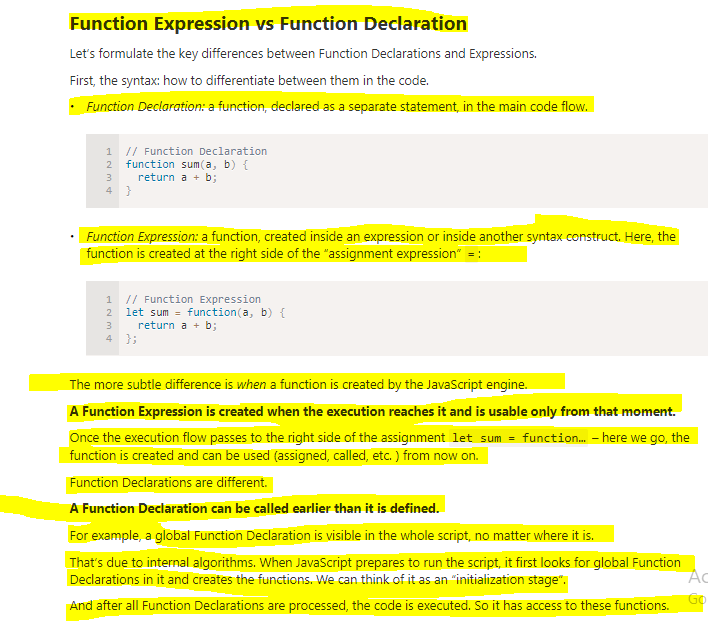 Function Expression vs Function Declaration
Let's formulate the key differences between Function Declarations and Expressions.
First, the syntax: how to differentiate between them in the code.
• Function Declaration: a function, declared as a separate statement, in the main code flow.
1 // Function Declaration
2 function sum(a, b) {
3   return a + b;
4 }
• Function Expression: a function, created inside an expression or inside another syntax construct. Here, the
function is created at the right side of the "assignment expression" =:
1 // Function Expression
2 let sum = function(a, b) {
3   return a + b;
4 };
The more subtle difference is when a function is created by the JavaScript engine.
A Function Expression is created when the execution reaches it and is usable only from that moment.
Once the execution flow passes to the right side of the assignment let sum = function… – here we go, the
function is created and can be used (assigned, called, etc. ) from now on.
Function Declarations are different.
A Function Declaration can be called earlier than it is defined.
For example, a global Function Declaration is visible in the whole script, no matter where it is.
That's due to internal algorithms. When JavaScript prepares to run the script, it first looks for global Function
Declarations in it and creates the functions. We can think of it as an "initialization stage".
And after all Function Declarations are processed, the code is executed. So it has access to these functions.
Ac
Go